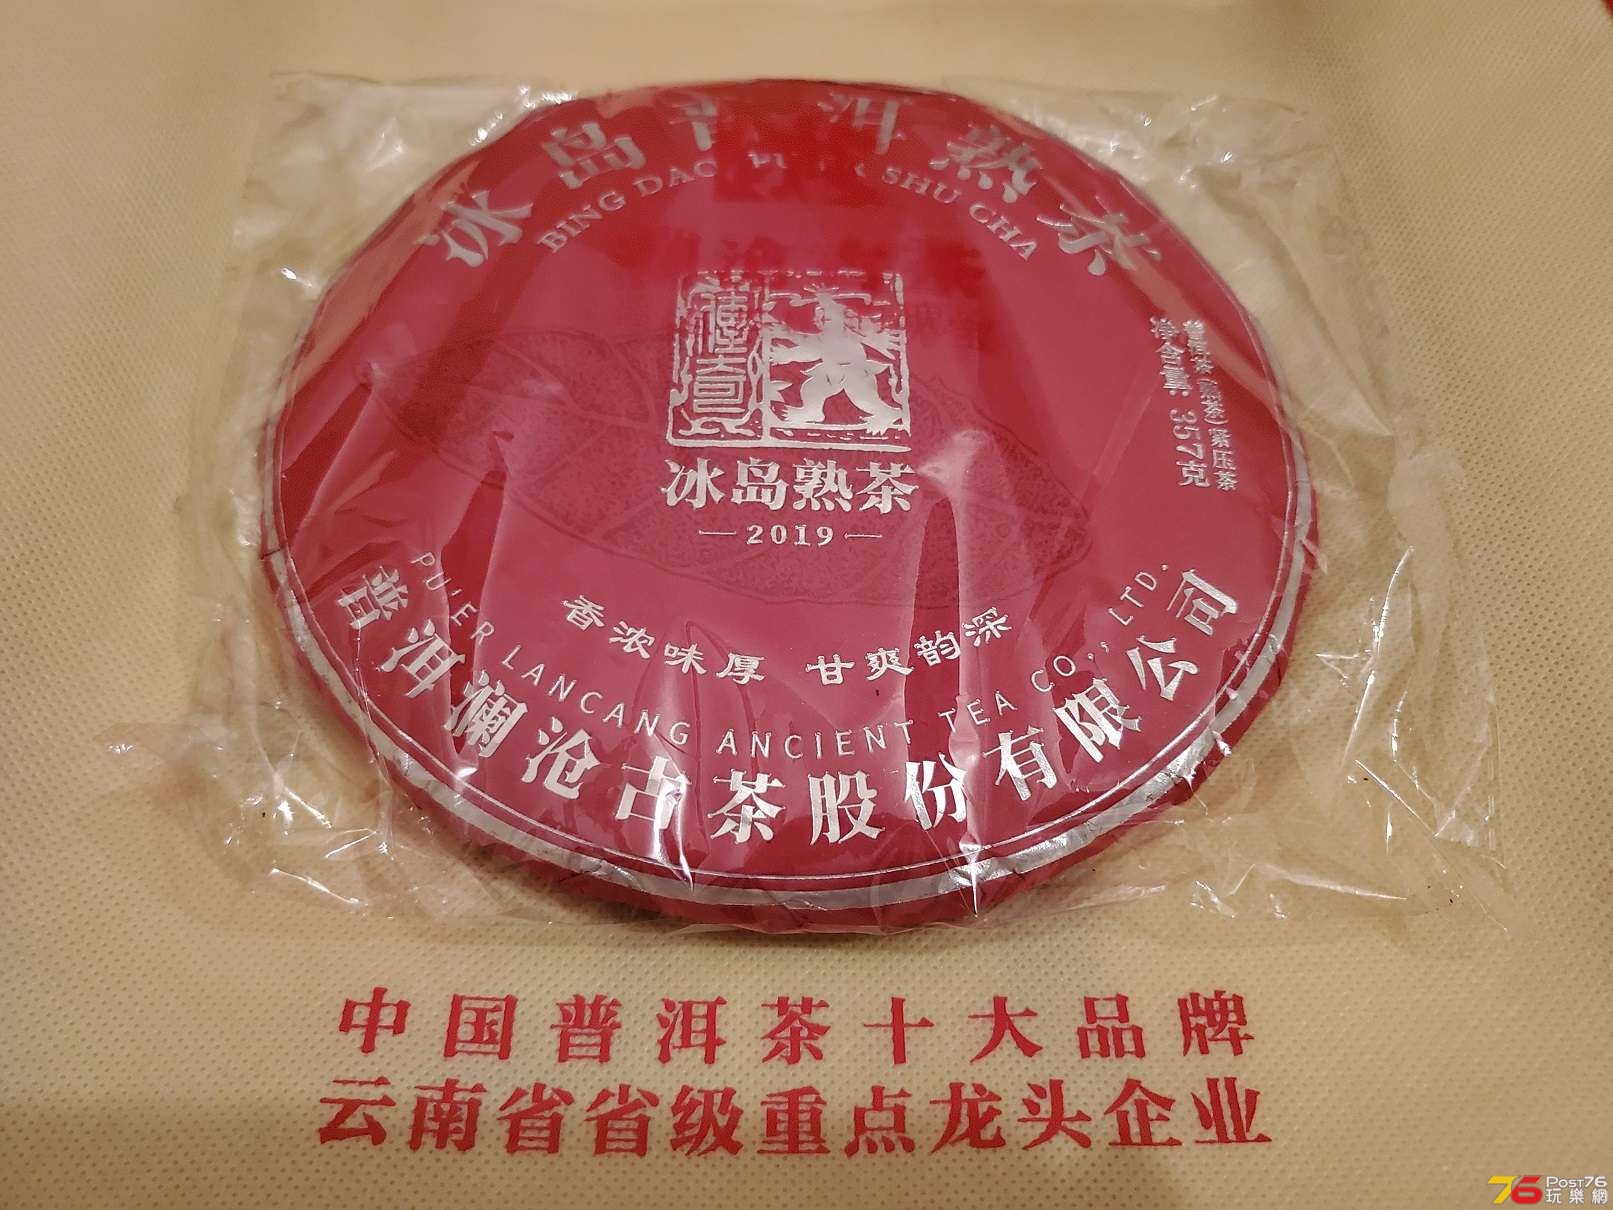 冰岛普洱熟茶
BING DAO PU'ER SHU CHA
普洱茶(熟茶)紧压茶
净含量：357克
冰岛熟茶
—2019—
香浓味厚 甘爽韵深
PU'ER LANCANG ANCIENT TEA CO., LTD.
普洱澜沧古茶股份有限公司
中国普洱茶十大品牌
云南省省级重点龙头企业
76 Post76
玩樂網